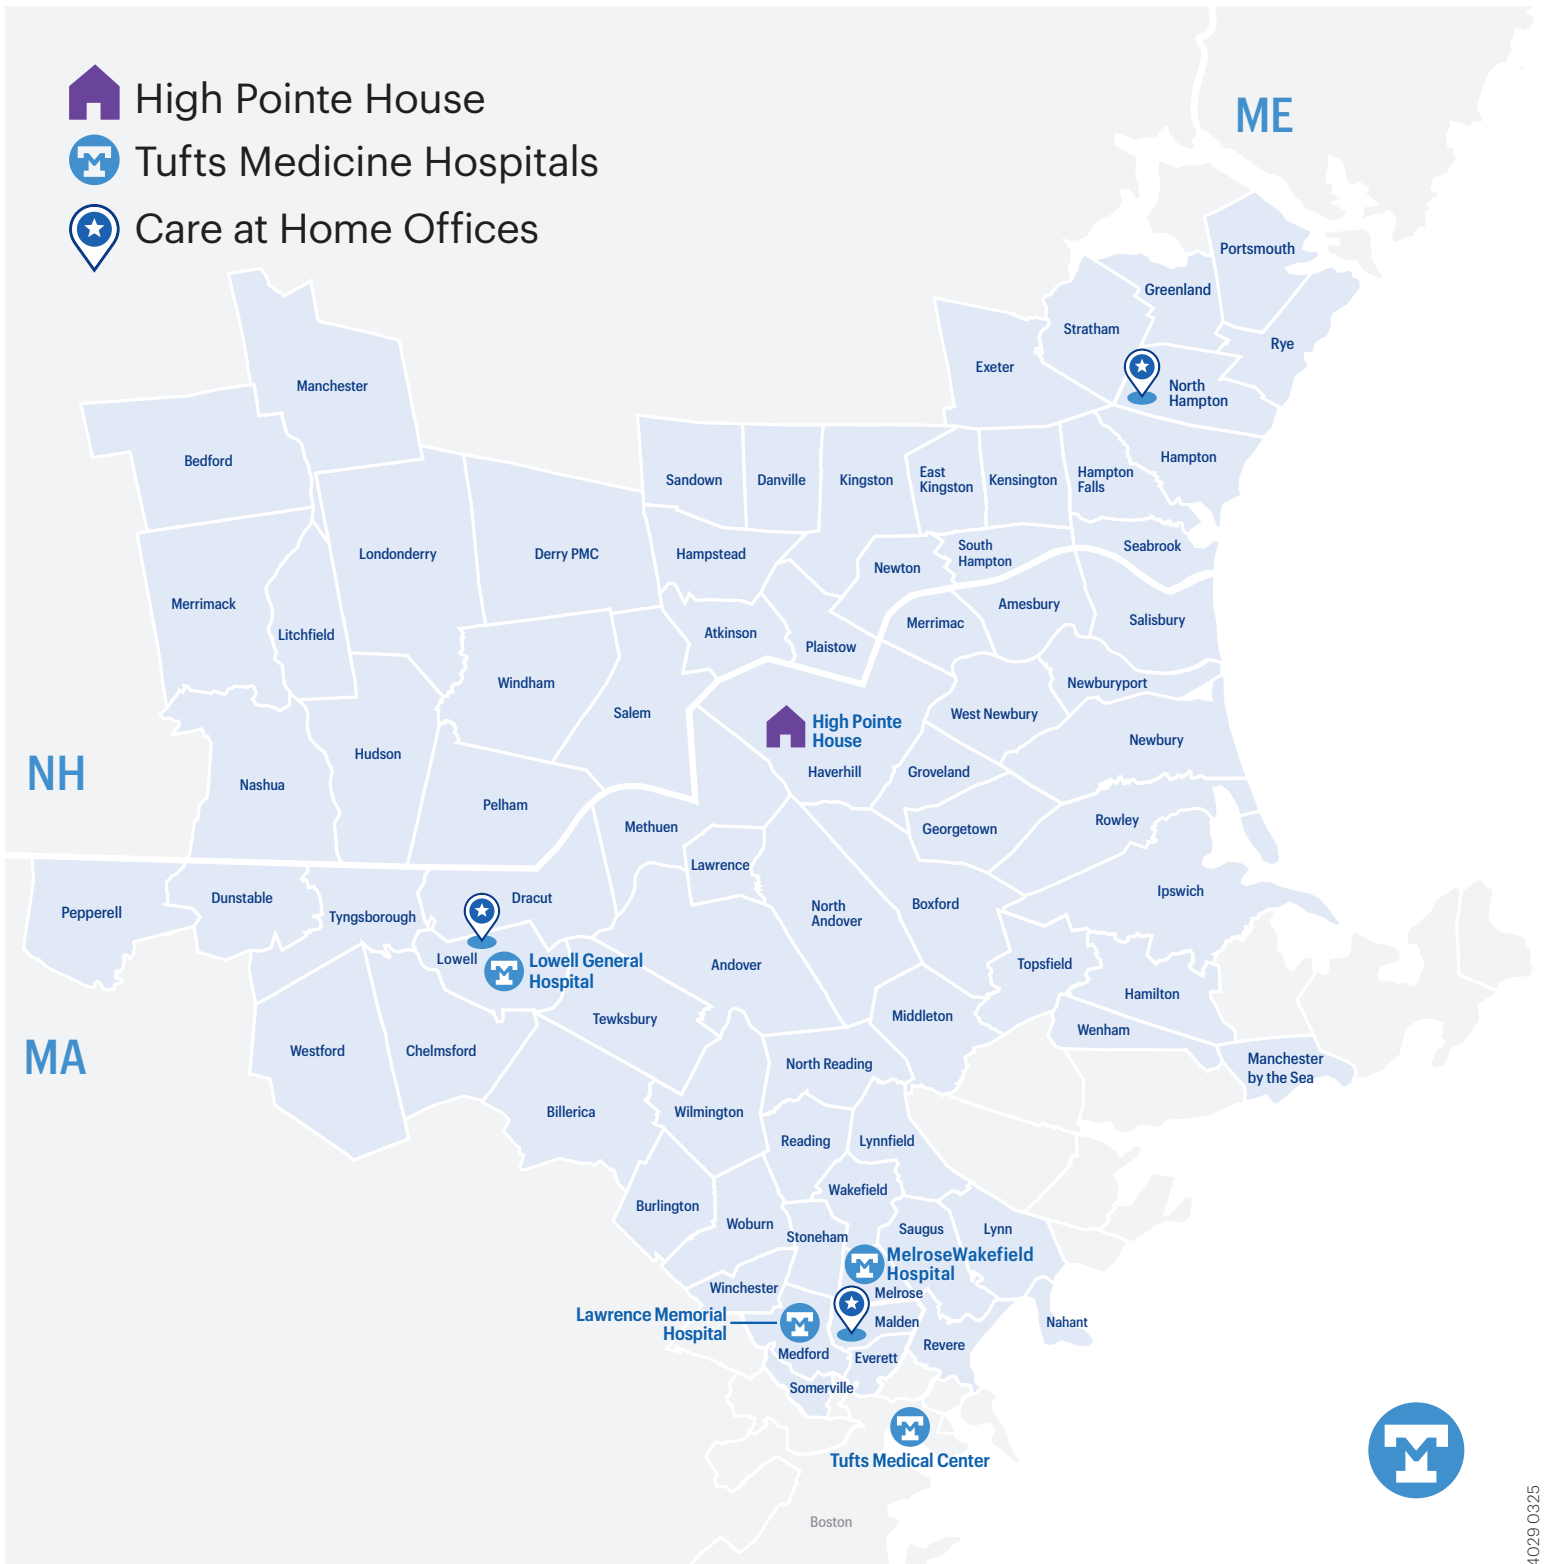 High Pointe House
Tufts Medicine Hospitals
Care at Home Offices
ME
Portsmouth
Greenland
Stratham
Rye
Exeter
North
Hampton
Manchester
Bedford
Hampton
Sandown
Danville
Kingston
East
Kingston
Kensington
Hampton
Falls
Londonderry
Derry PMC
Hampstead
Newton
South
Hampton
Seabrook
Merrimack
Litchfield
Atkinson
Plaistow
Merrimac
Amesbury
Salisbury
Windham
Salem
Newburyport
West Newbury
High Pointe
House
Newbury
NH
Hudson
Nashua
Haverhill
Groveland
Pelham
Methuen
Georgetown
Rowley
Lawrence
Pepperell
Dunstable
Tyngsborough
Dracut
North
Andover
Boxford
Ipswich
Lowell
Lowell General
Hospital
Andover
Topsfield
Hamilton
MA
Westford
Chelmsford
Tewksbury
Middleton
Wenham
North Reading
Manchester
by the Sea
Billerica
Wilmington
Reading
Lynnfield
Wakefield
Burlington
Woburn
Stoneham
Saugus
Lynn
MelroseWakefield
Hospital
Winchester
Melrose
Lawrence Memorial
Hospital
Malden
Nahant
Medford
Everett
Revere
Somerville
Tufts Medical Center
Boston
4029 0325